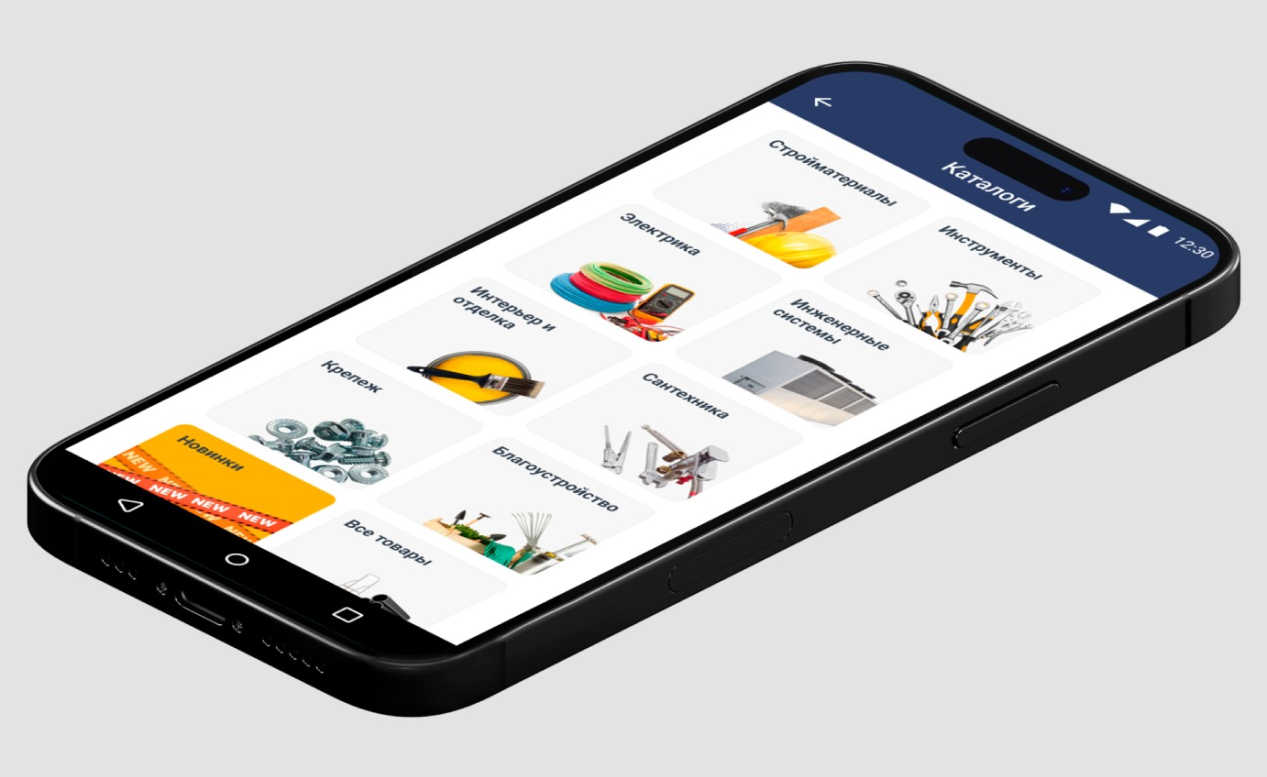 12:30
Каталоги
Стройматериалы
Инструменты
Электрика
Инженерные
системы
Интерьер и
отделка
Сантехника
Крепеж
Благоустройство
Новинки
NEW
NEW NEW NEW
Все товары